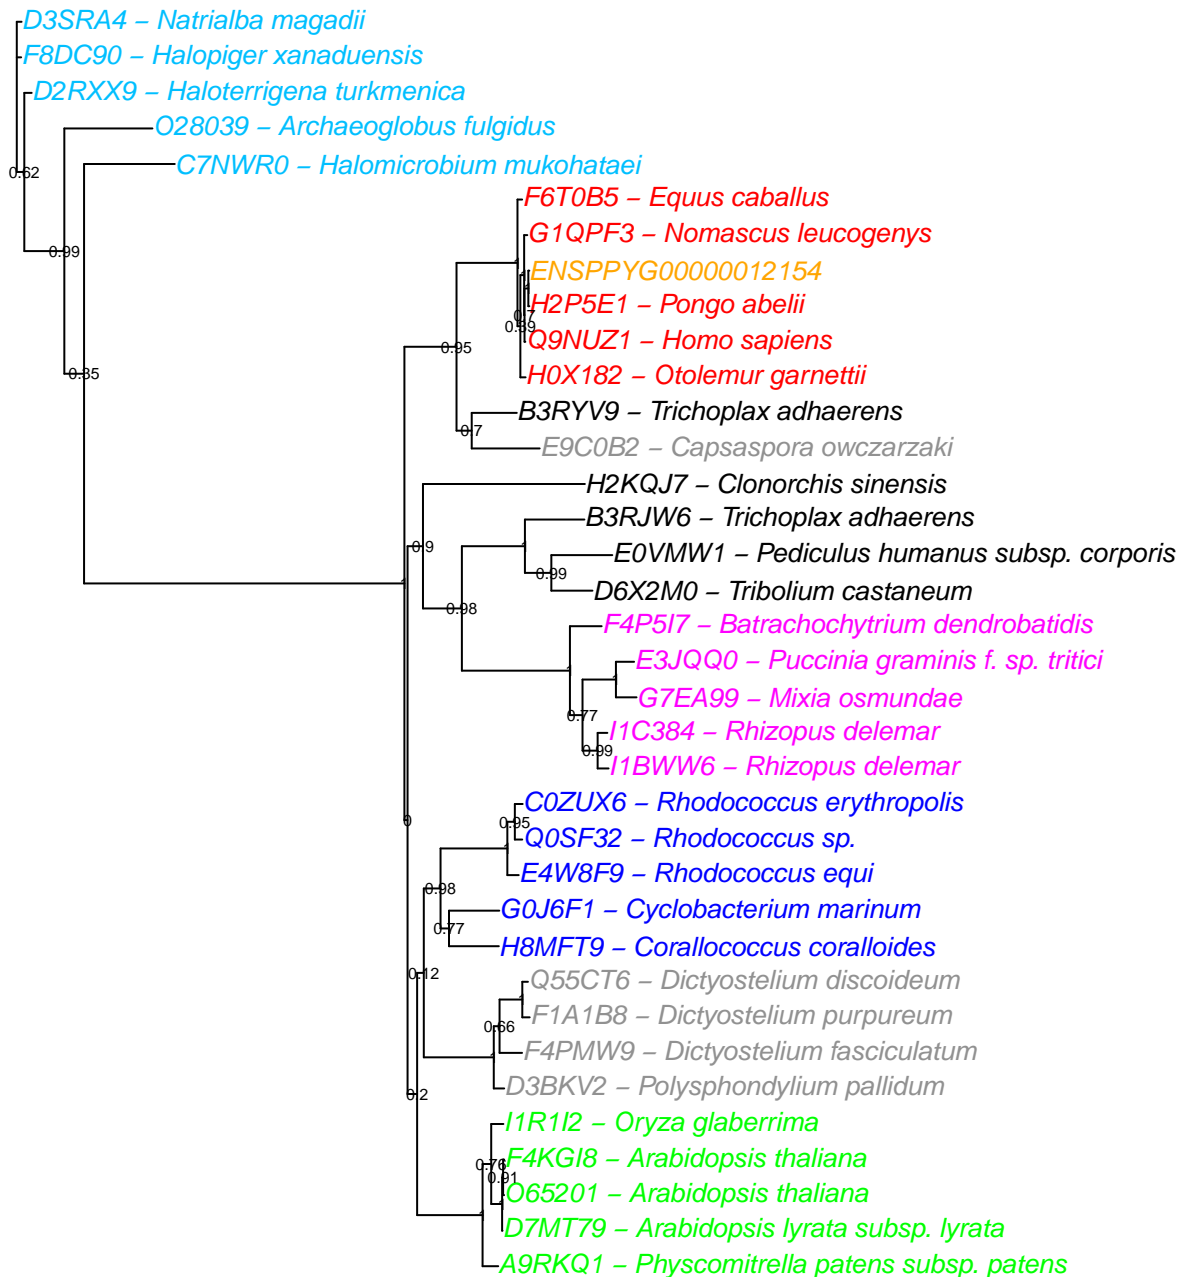 D3SRA4 – Natrialba magadii
F8DC90 – Halopiger xanaduensis
D2RXX9 – Haloterrigena turkmenica
O28039 – Archaeoglobus fulgidus
C7NWR0 – Halomicrobium mukohataei
0.62
F6T0B5 – Equus caballus
G1QPF3 – Nomascus leucogenys
0.99
ENSPPYG00000012154
H2P5E1 – Pongo abelii
0.7
0.39
Q9NUZ1 – Homo sapiens
0.95
0.35
H0X182 – Otolemur garnettii
B3RYV9 – Trichoplax adhaerens
0.7
E9C0B2 – Capsaspora owczarzaki
H2KQJ7 – Clonorchis sinensis
B3RJW6 – Trichoplax adhaerens
0.9
E0VMW1 – Pediculus humanus subsp. corporis
0.99
D6X2M0 – Tribolium castaneum
0.98
F4P5I7 – Batrachochytrium dendrobatidis
E3JQQ0 – Puccinia graminis f. sp. tritici
G7EA99 – Mixia osmundae
0.77
I1C384 – Rhizopus delemar
0.99
I1BWW6 – Rhizopus delemar
C0ZUX6 – Rhodococcus erythropolis
0
0.95
Q0SF32 – Rhodococcus sp.
E4W8F9 – Rhodococcus equi
0.98
G0J6F1 – Cyclobacterium marinum
0.77
H8MFT9 – Corallococcus coralloides
0.12
Q55CT6 – Dictyostelium discoideum
F1A1B8 – Dictyostelium purpureum
0.66
F4PMW9 – Dictyostelium fasciculatum
D3BKV2 – Polysphondylium pallidum
0.2
I1R1I2 – Oryza glaberrima
F4KGI8 – Arabidopsis thaliana
0.76
0.91
O65201 – Arabidopsis thaliana
D7MT79 – Arabidopsis lyrata subsp. lyrata
A9RKQ1 – Physcomitrella patens subsp. patens